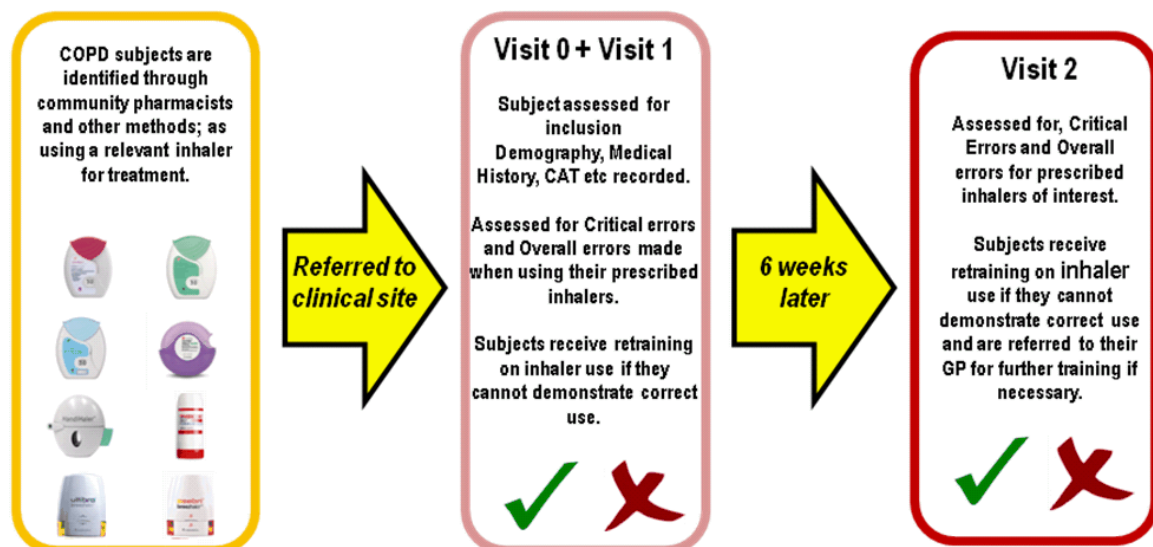 COPD subjects are
identified through
community pharmacists
and other methods; as
using a relevant inhaler
for treatment.
Referred to
clinical site
Visit 0 + Visit 1
Subject assessed for
inclusion
Demography, Medical
History, CAT etc recorded.
Assessed for Critical errors
and Overall errors made
when using their prescribed
inhalers.
Subjects receive retraining
on inhaler use if they
cannot demonstrate correct
use.
6 weeks
later
Visit 2
Assessed for, Critical
Errors and Overall
errors for prescribed
inhalers of interest.
Subjects receive
retraining on inhaler
use if they cannot
demonstrate correct use
and are referred to their
GP for further training if
necessary.
HandiHaler